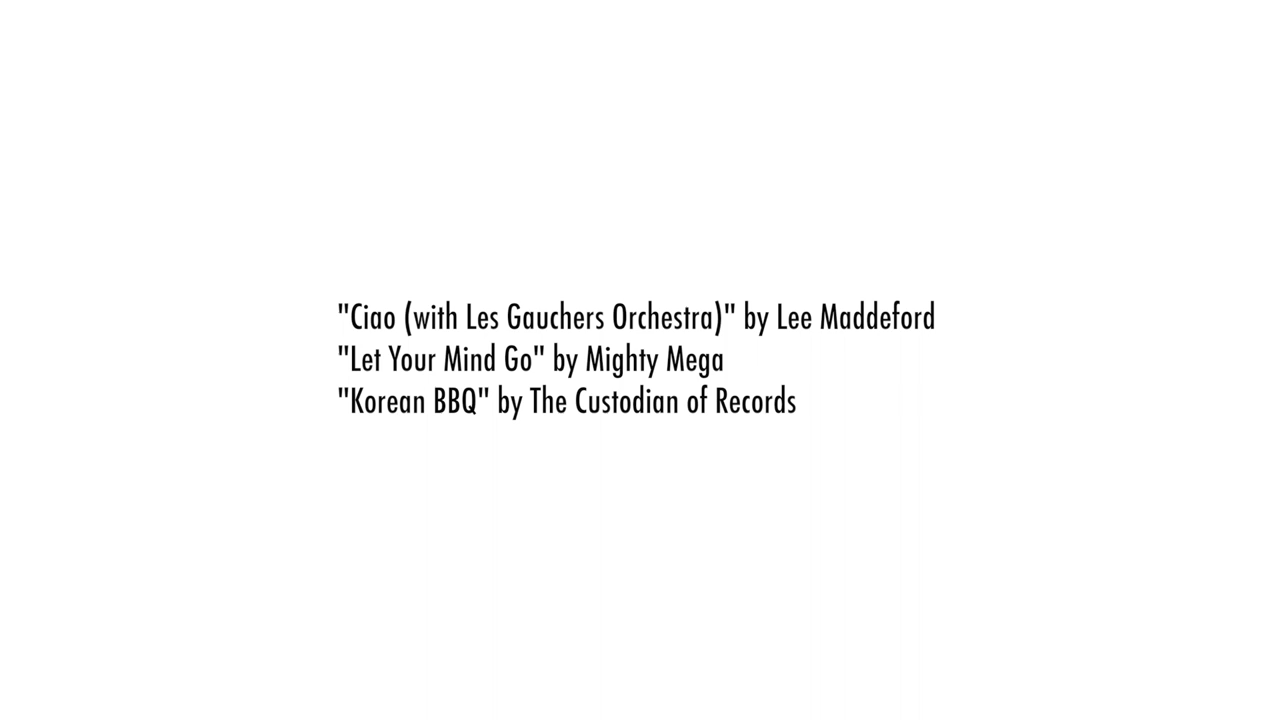 "Ciao (with Les Gauchers Orchestra)" by Lee Maddeford
"Let Your Mind Go" by Mighty Mega
"Korean BBQ" by The Custodian of Records